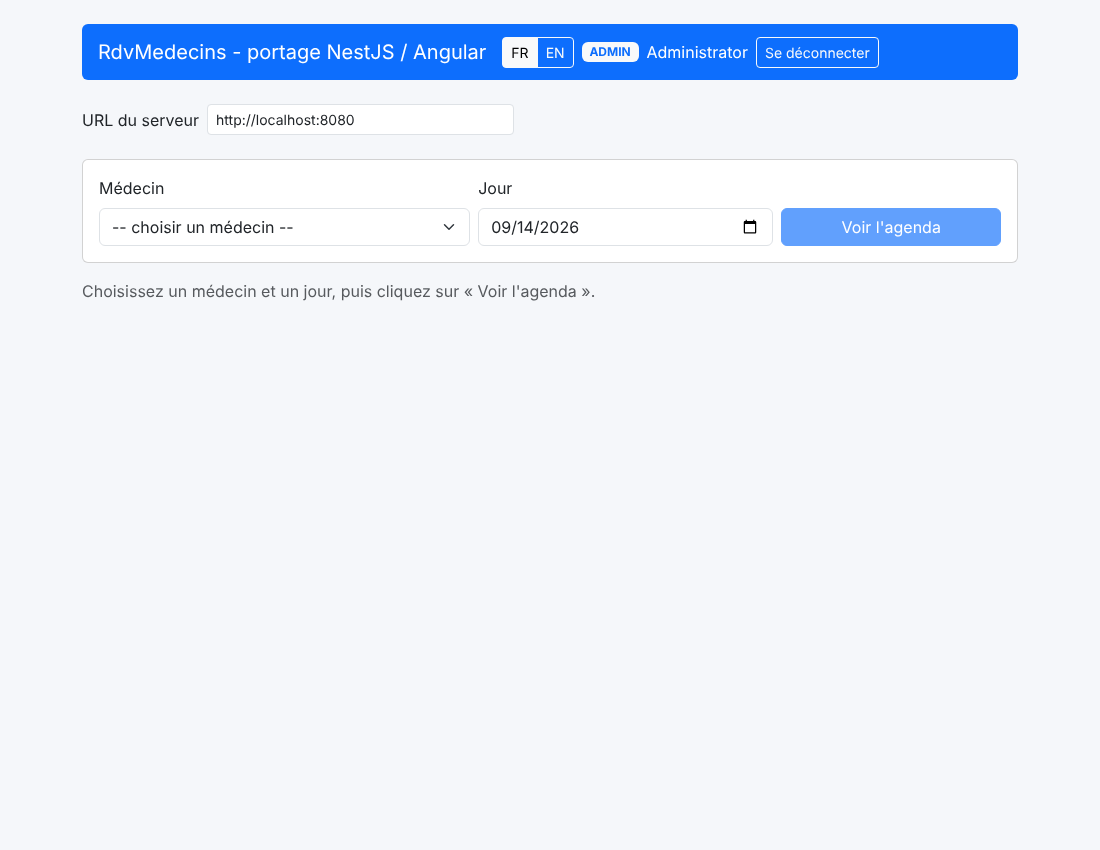 RdvMedecins - portage NestJS / Angular FR EN ADMIN Administrator Se déconnecter
URL du serveur http://localhost:8080
Médecin Jour
-- choisir un médecin -- 09/14/2026 Voir l'agenda
Choisissez un médecin et un jour, puis cliquez sur « Voir l'agenda ».